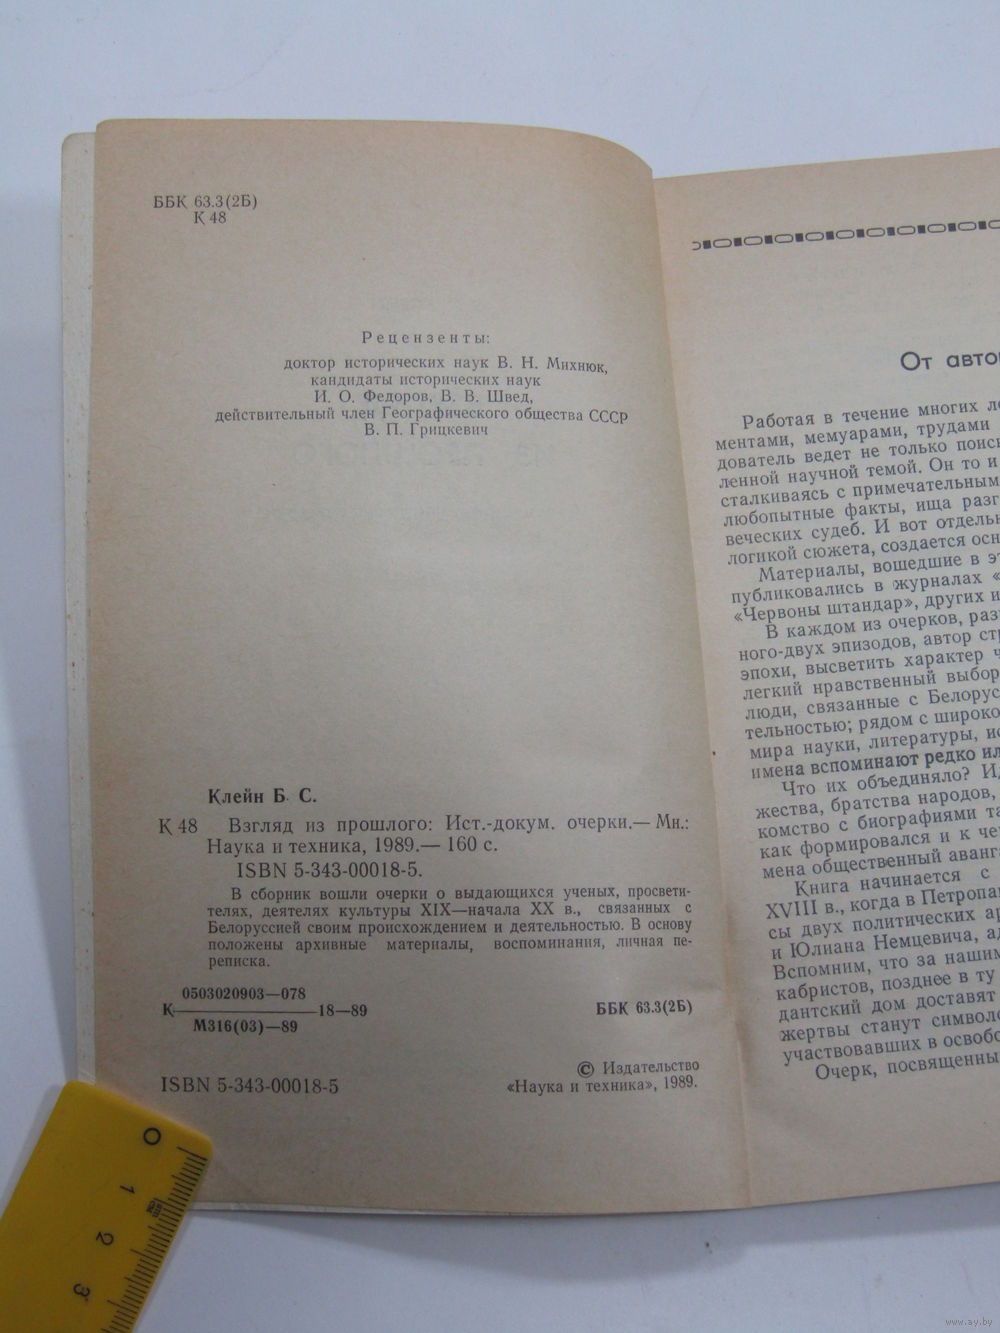 ББК 63.3(2Б)
К 48
Рецензенты:
доктор исторических наук В. Н. Михнюк,
кандидаты исторических наук
И. О. Федоров, В. В. Швед,
действительный член Географического общества СССР
В. П. Грицкевич
Клейн Б. С.
К 48 Взгляд из прошлого: Ист.-докум. очерки.— Мн.:
Наука и техника, 1989.— 160 с.
ISBN 5-343-00018-5.
В сборник вошли очерки о выдающихся ученых, просвети-
телях, деятелях культуры XIX—начала XX в., связанных с
Белоруссией своим происхождением и деятельностью. В основу
положены архивные материалы, воспоминания, личная пе-
реписка.
0503020903—078
К 18—89
М316(03)—89
ББК 63.3(2Б)
ISBN 5-343-00018-5
© Издательство
«Наука и техника», 1989.
От авто
Работая в течение многих
ментами, мемуарами, трудами
дователь ведет не только поис
ленной научной темой. Он то и
сталкиваясь с примечательным
любопытные факты, ища разг
веческих судеб. И вот отдель
логикой сюжета, создается осн
Материалы, вошедшие в э
публиковались в журналах «
«Червоны штандар», других и
В каждом из очерков, раз
ного-двух эпизодов, автор ст
эпохи, высветить характер ч
легкий нравственный выбор
люди, связанные с Белорус
тельностью; рядом с широко
мира науки, литературы, ис
имена вспоминают редко ил
Что их объединяло? И
жества, братства народов,
комство с биографиями та
как формировался и к че
мена общественный аванга
Книга начинается с
XVIII в., когда в Петропа
сы двух политических а
и Юлиана Немцевича, а
Вспомним, что за нашим
кабристов, позднее в ту
дантский дом доставят
жертвы станут символо
участвовавших в освобо
Очерк, посвященны
0
1
2
3
www.ay.by